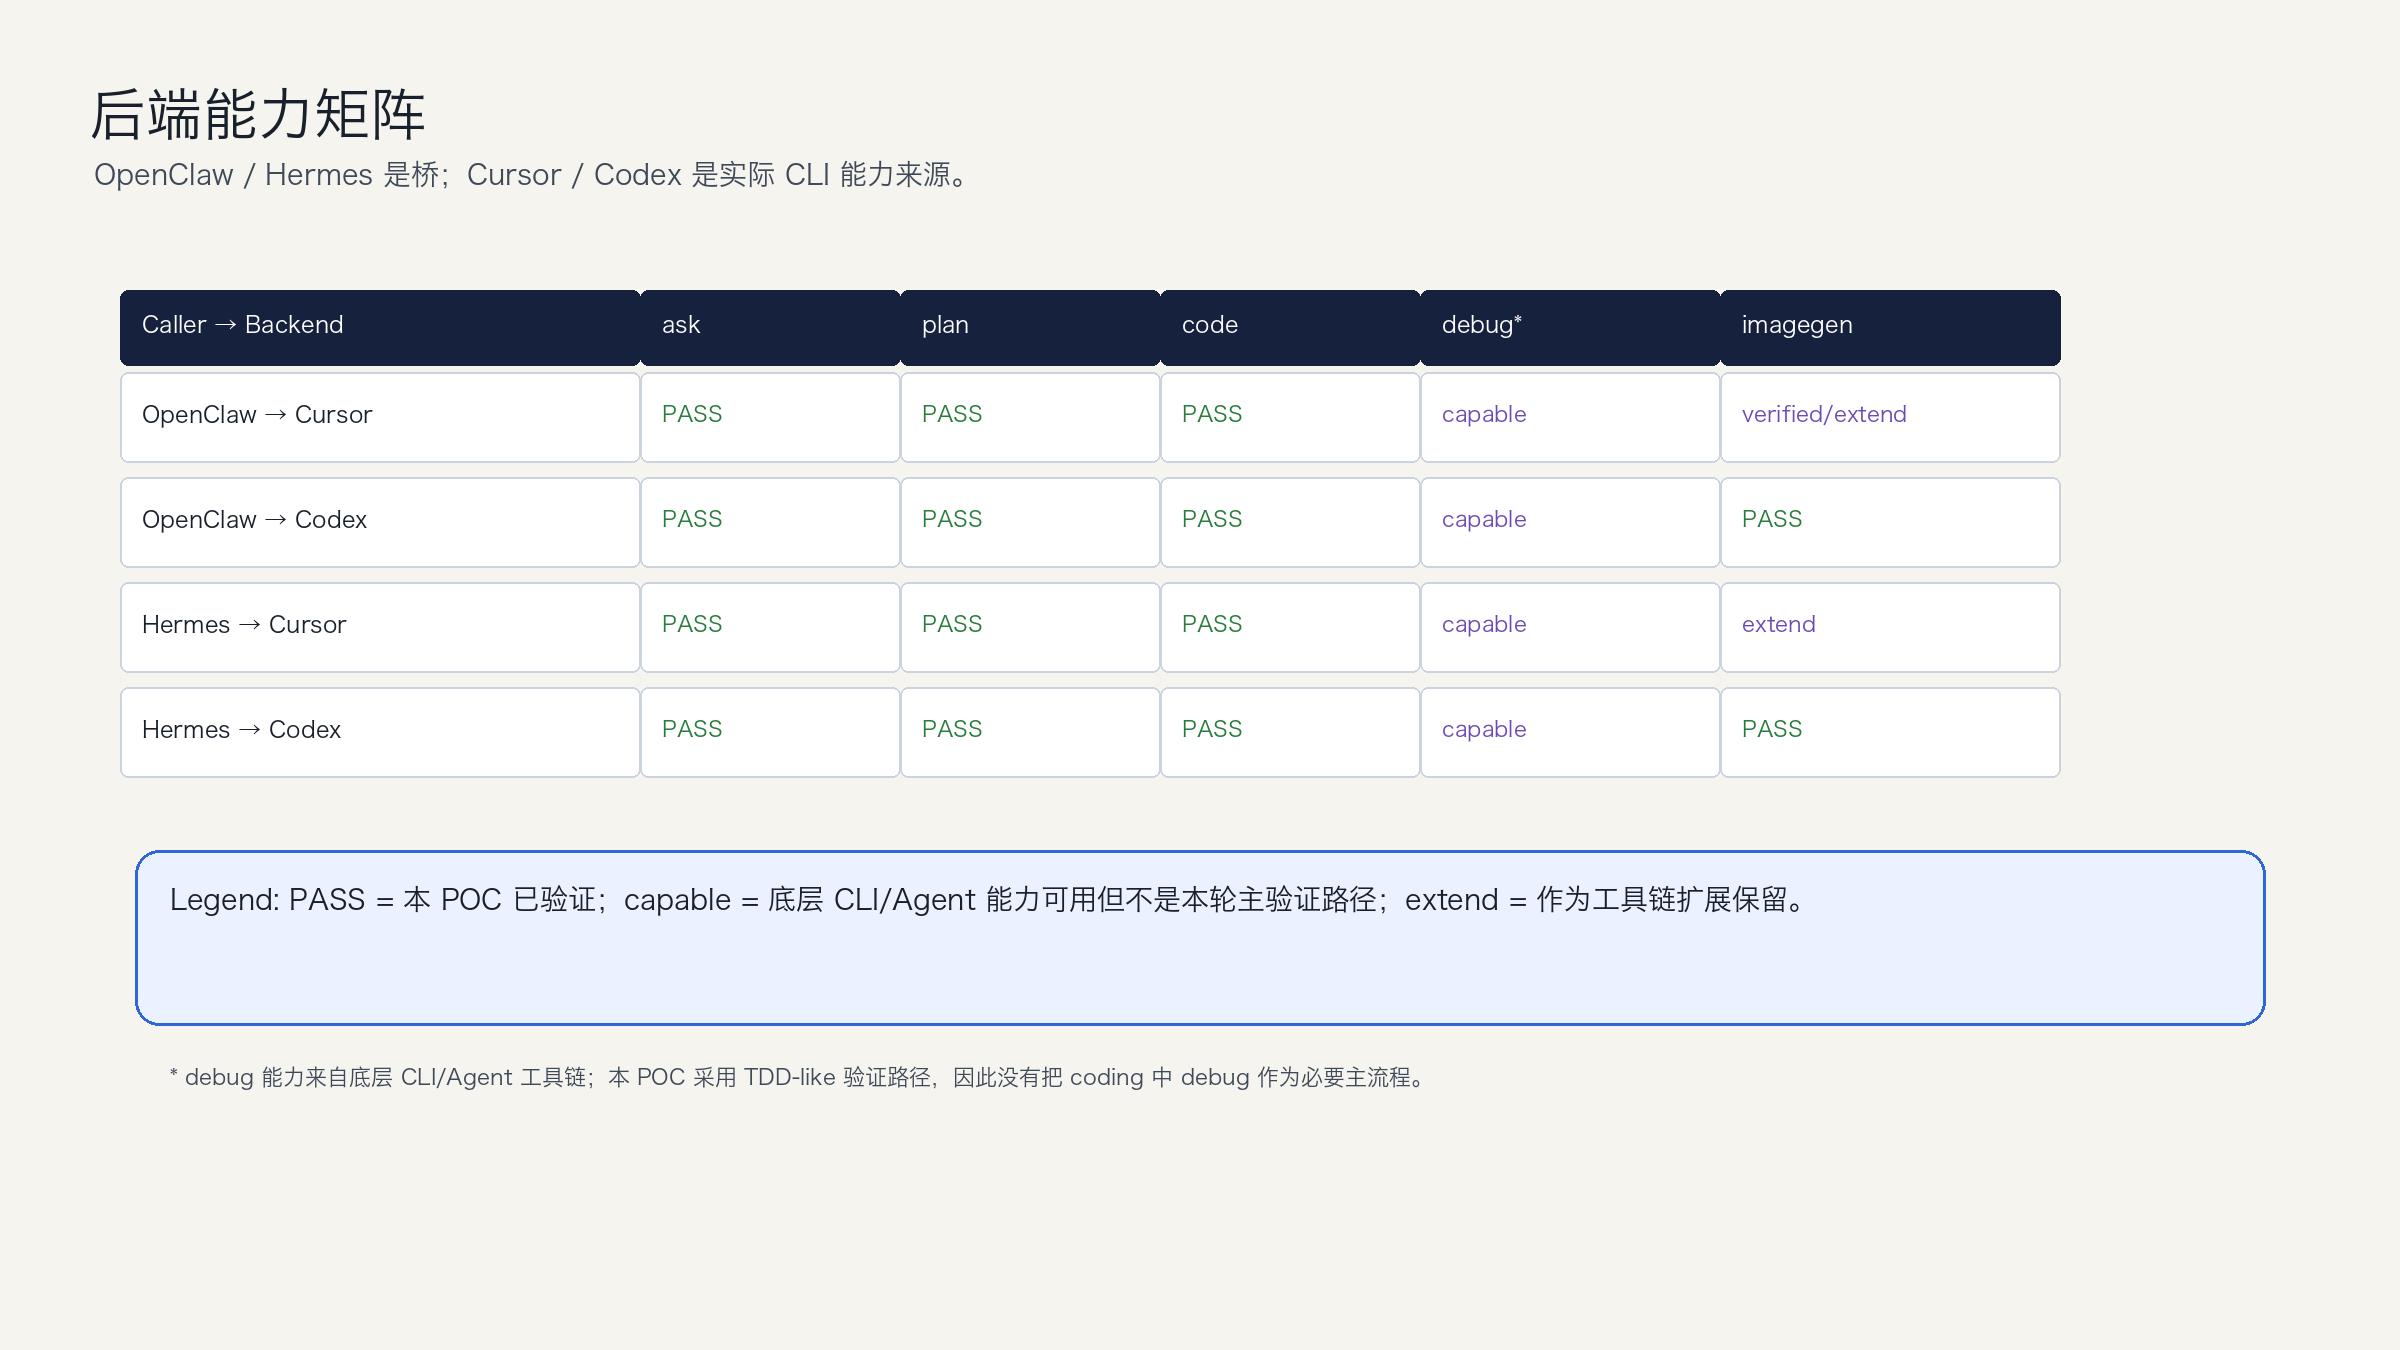 后端能力矩阵
OpenClaw / Hermes 是桥；Cursor / Codex 是实际 CLI 能力来源。
Caller → Backend ask plan code debug* imagegen
OpenClaw → Cursor PASS PASS PASS capable verified/extend
OpenClaw → Codex PASS PASS PASS capable PASS
Hermes → Cursor PASS PASS PASS capable extend
Hermes → Codex PASS PASS PASS capable PASS
Legend: PASS = 本 POC 已验证；capable = 底层 CLI/Agent 能力可用但不是本轮主验证路径；extend = 作为工具链扩展保留。
* debug 能力来自底层 CLI/Agent 工具链；本 POC 采用 TDD-like 验证路径，因此没有把 coding 中 debug 作为必要主流程。